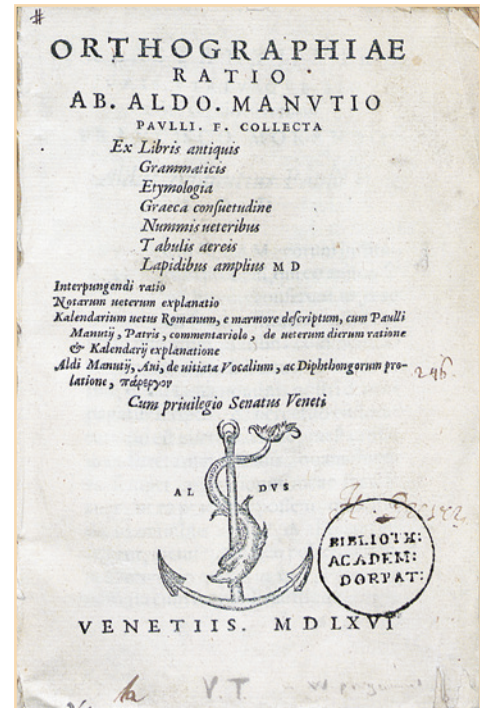 #
ORTHOGRAPHIAE
RATIO
AB. ALDO. MANVTIO
PAVLLI. F. COLLECTA
Ex Libris antiquis
Grammaticis
Etymologia
Graeca conſuetudine
Nummis ueteribus
Tabulis aereis
Lapidibus amplius M D
Interpungendi ratio
Notarum ueterum explanatio
Kalendarium uetus Romanum, e marmore deſcriptum, cum Paulli
Manutij, Patris, commentariolo, de ueterum dierum ratione
& Kalendarij explanatione
Aldi Manutij, Aui, de uitiata Vocalium, ac Diphthongorum pro-
latione, πάρεργον
246.
Cum priuilegio Senatus Veneti
AL DVS
BIBLIOTH:
ACADEM:
DORPAT:
VENETIIS. MDLXVI
V.T.